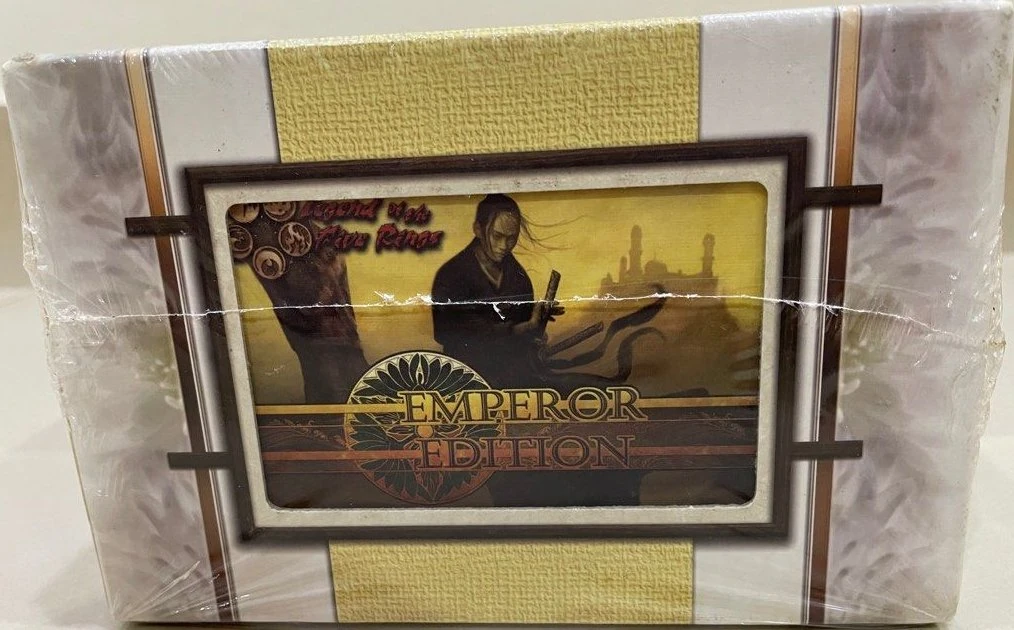 Legend of the
Five Rings
EMPEROR
EDITION